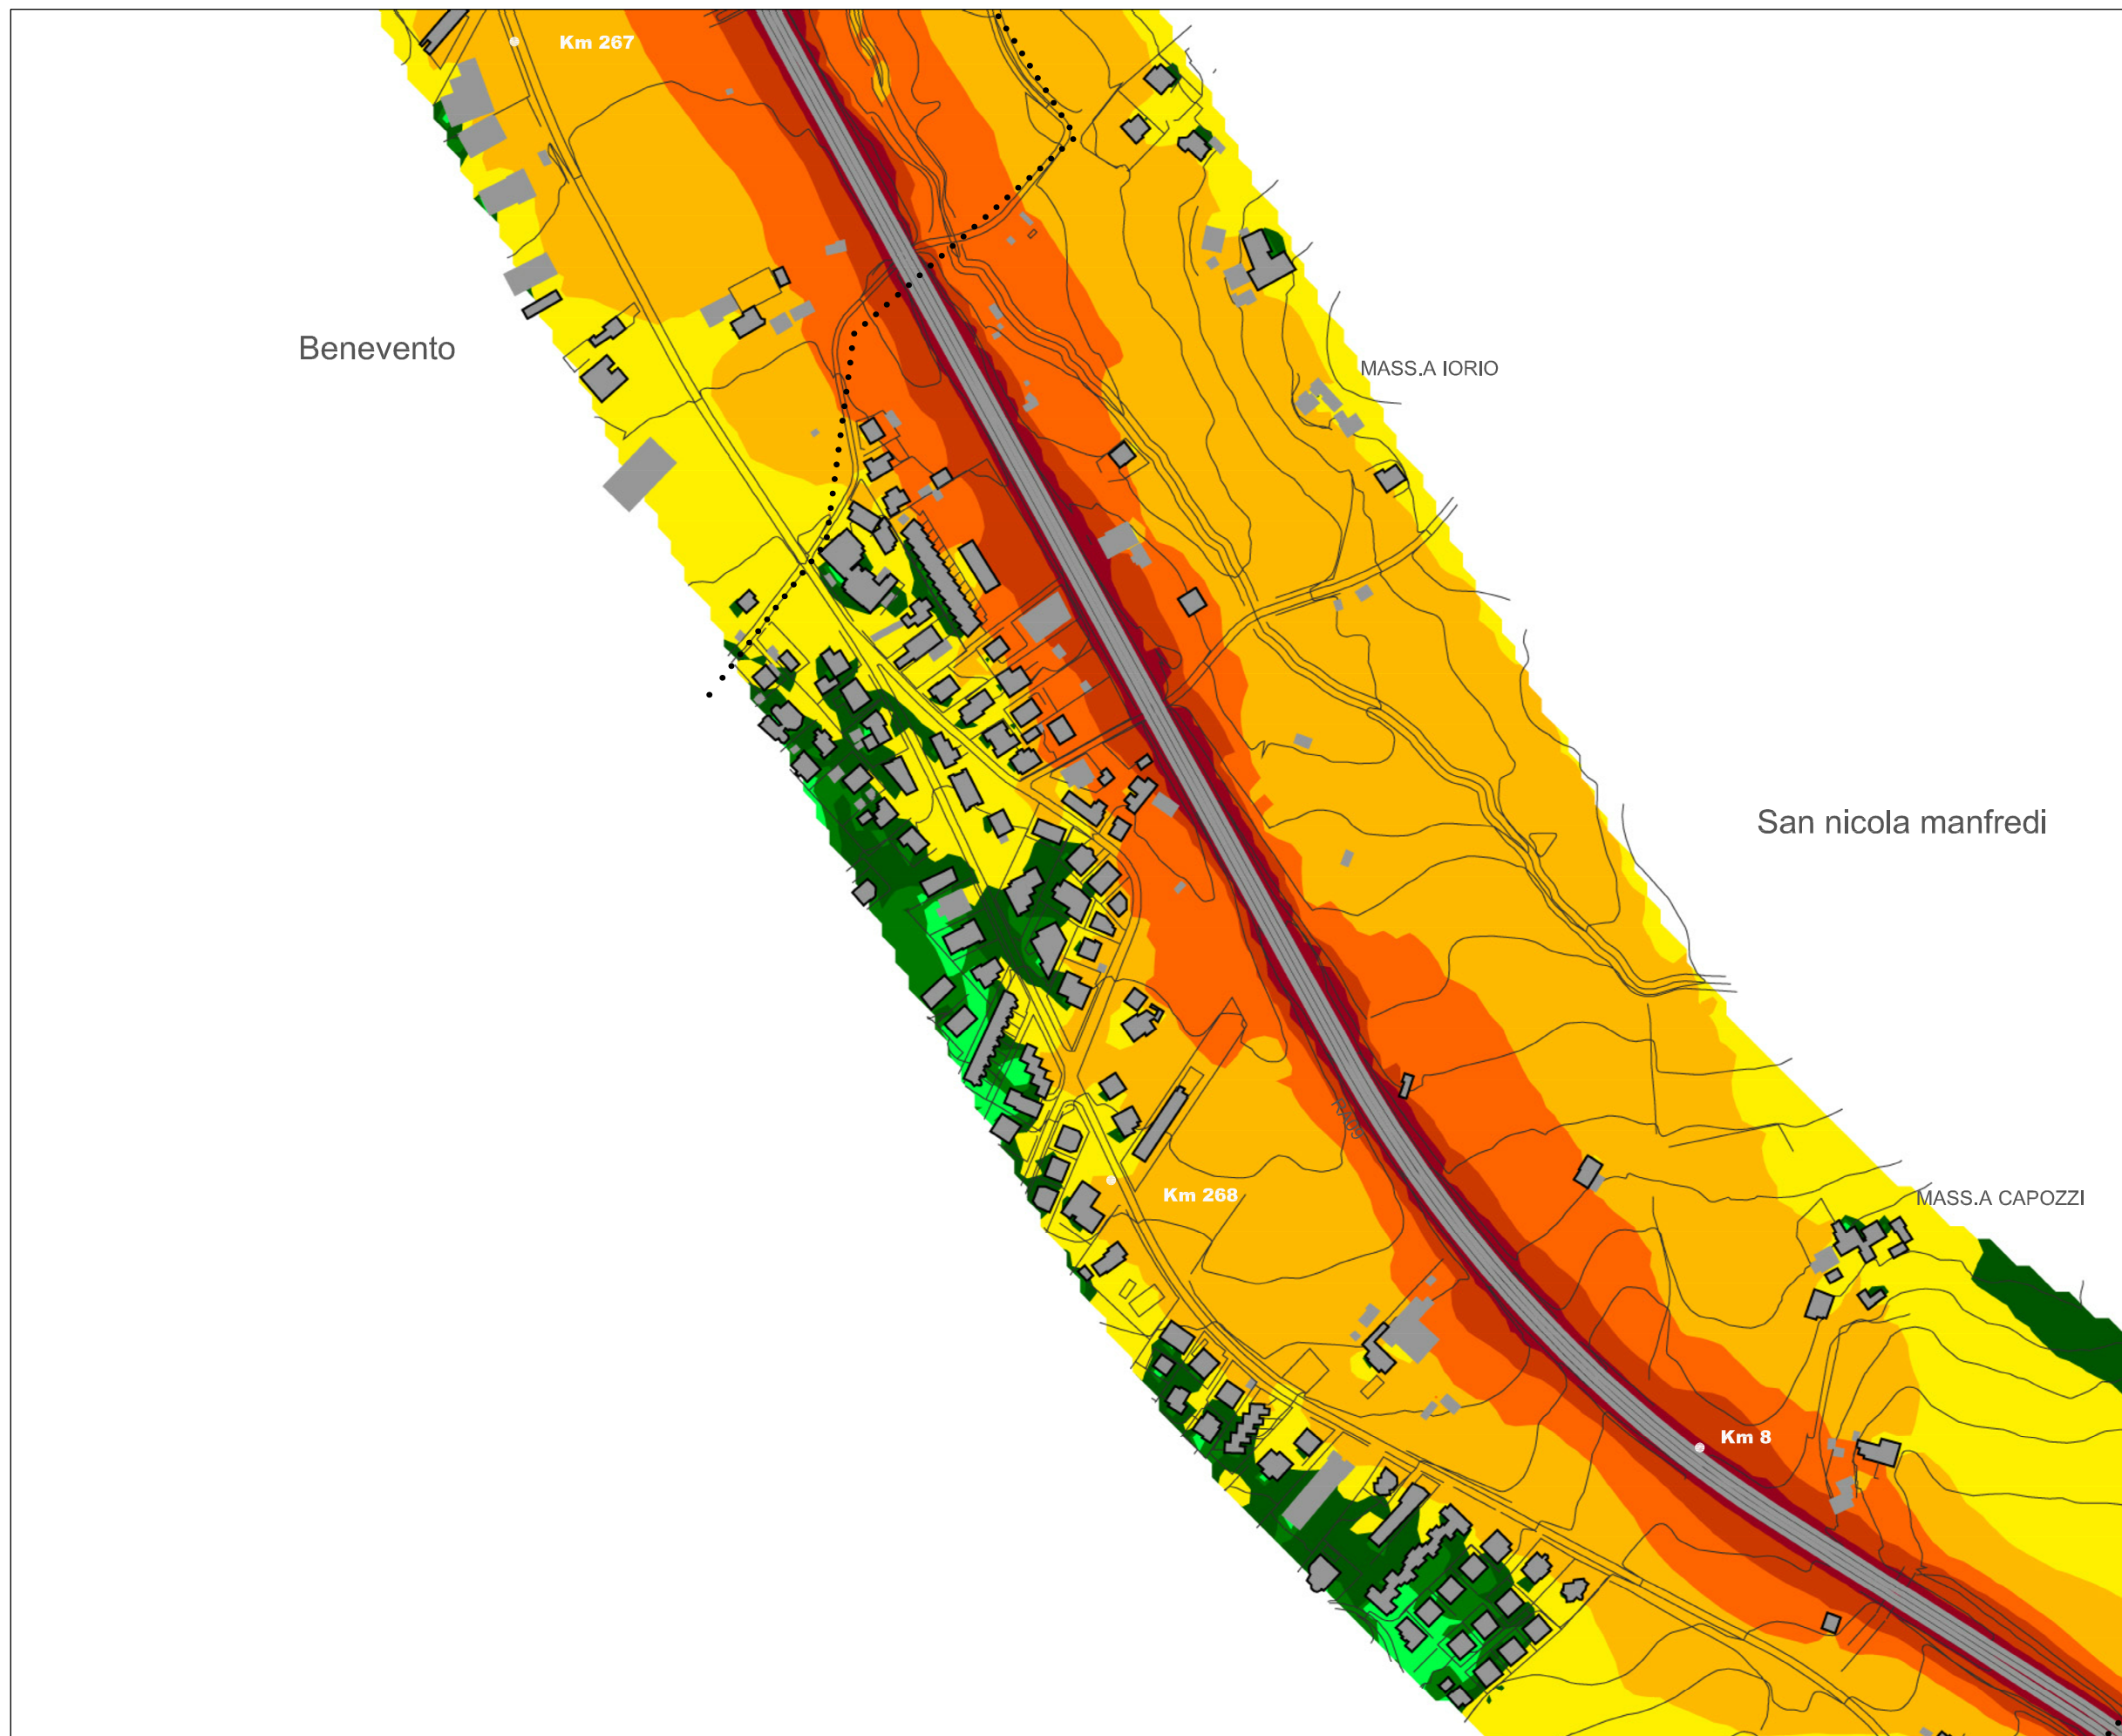 Km 267
Benevento
MASS.A IORIO
San nicola manfredi
Km 268
MASS.A CAPOZZI
Km 8